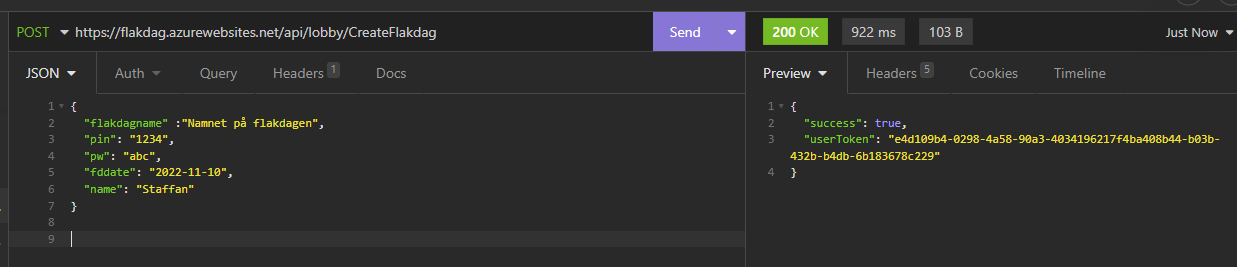 POST https://flakdag.azurewebsites.net/api/lobby/CreateFlakdag Send 200 OK 922 ms 103 B Just Now
JSON Auth Query Headers 1 Docs Preview Headers 5 Cookies Timeline
1 {
2 "flakdagname" :"Namnet på flakdagen",
3 "pin": "1234",
4 "pw": "abc",
5 "fddate": "2022-11-10",
6 "name": "Staffan"
7 }
8
9
1 {
2 "success": true,
3 "userToken": "e4d109b4-0298-4a58-90a3-4034196217f4ba408b44-b03b-
432b-b4db-6b183678c229"
4 }